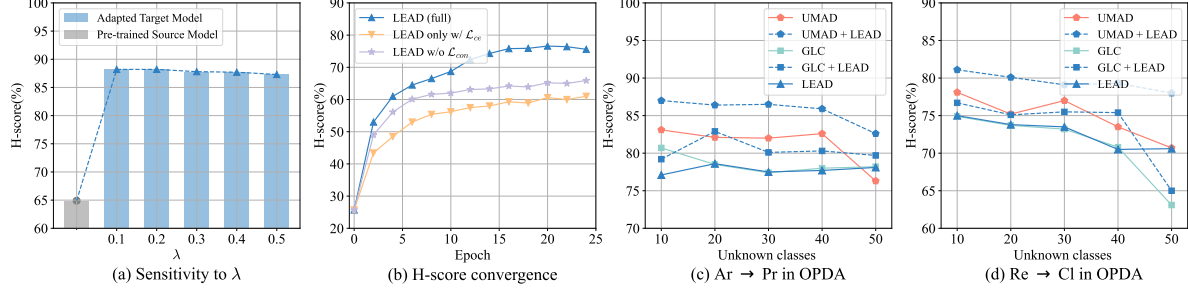 100
95
90
85
80
75
70
65
60
H-score(%)
Adapted Target Model
Pre-trained Source Model
0.1 0.2 0.3 0.4 0.5
λ
(a) Sensitivity to λ
100
90
80
70
60
50
40
30
20
H-score(%)
LEAD (full)
LEAD only w/ ℒce
LEAD w/o ℒcon
0 5 10 15 20 25
Epoch
(b) H-score convergence
100
95
90
85
80
75
70
H-score(%)
UMAD
UMAD + LEAD
GLC
GLC + LEAD
LEAD
10 20 30 40 50
Unknown classes
(c) Ar → Pr in OPDA
90
85
80
75
70
65
60
H-score(%)
UMAD
UMAD + LEAD
GLC
GLC + LEAD
LEAD
10 20 30 40 50
Unknown classes
(d) Re → Cl in OPDA